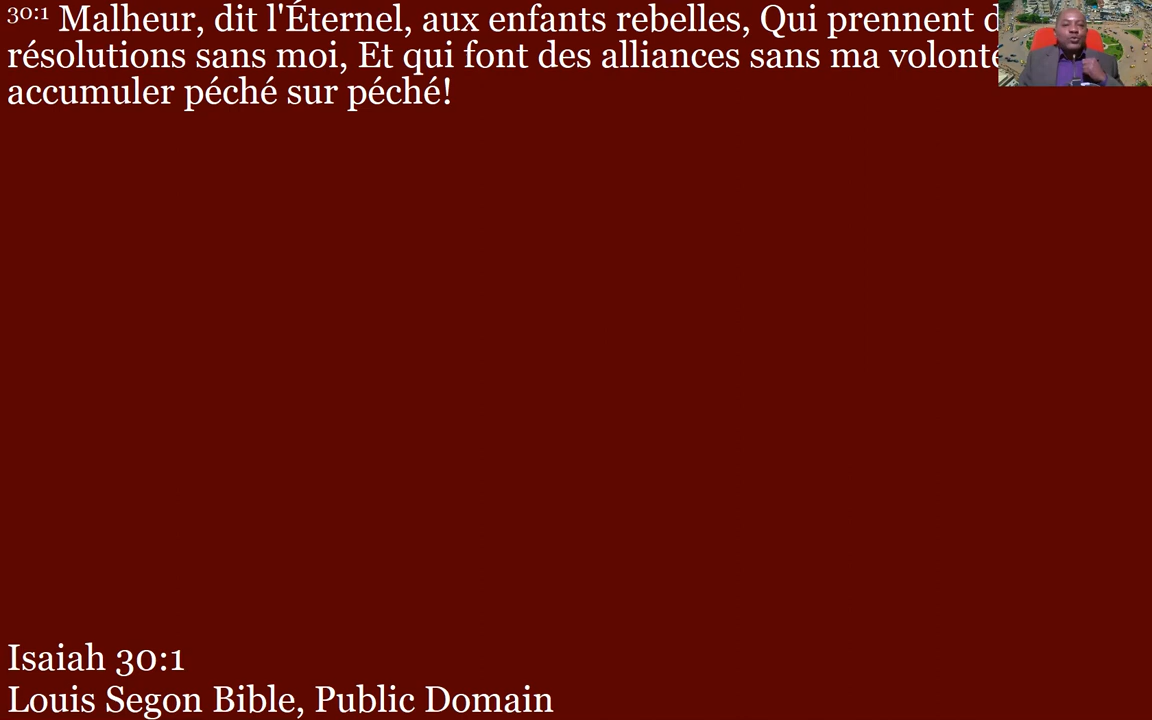 30:1 Malheur, dit l'Éternel, aux enfants rebelles, Qui prennent
résolutions sans moi, Et qui font des alliances sans ma volonté
accumuler péché sur péché!
Isaiah 30:1
Louis Segon Bible, Public Domain